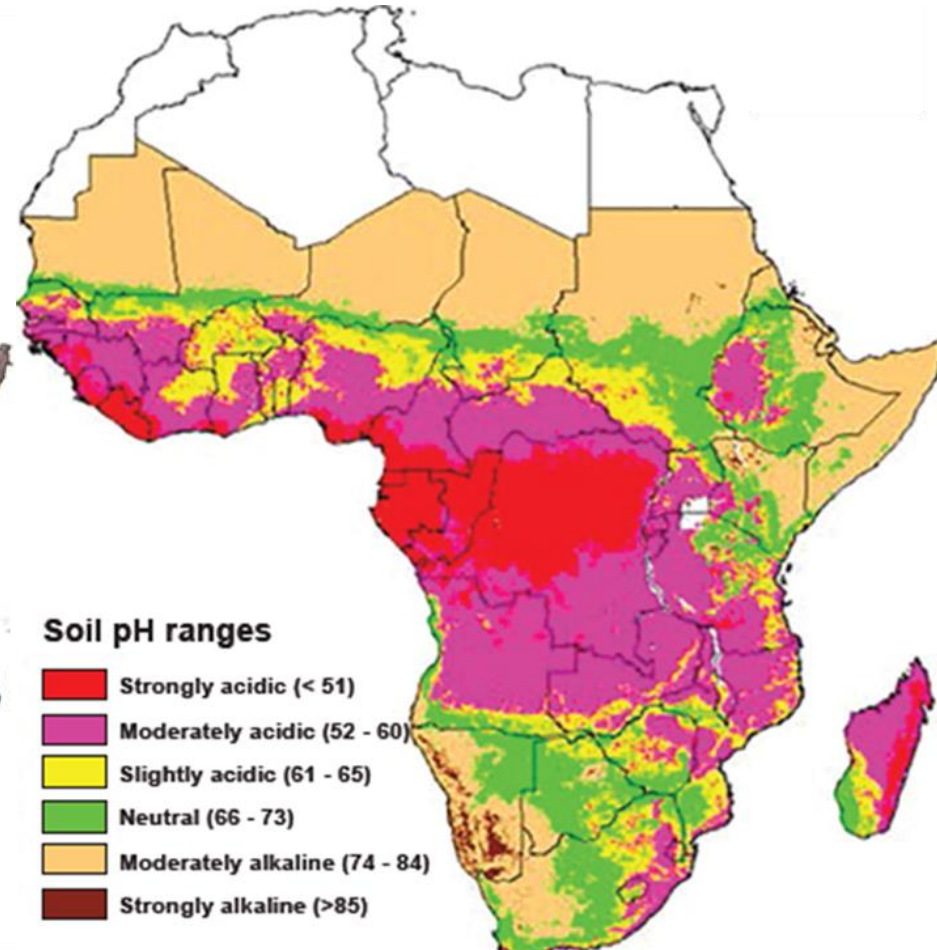 Soil pH ranges
Strongly acidic (< 51)
Moderately acidic (52 - 60)
Slightly acidic (61 - 65)
Neutral (66 - 73)
Moderately alkaline (74 - 84)
Strongly alkaline (>85)